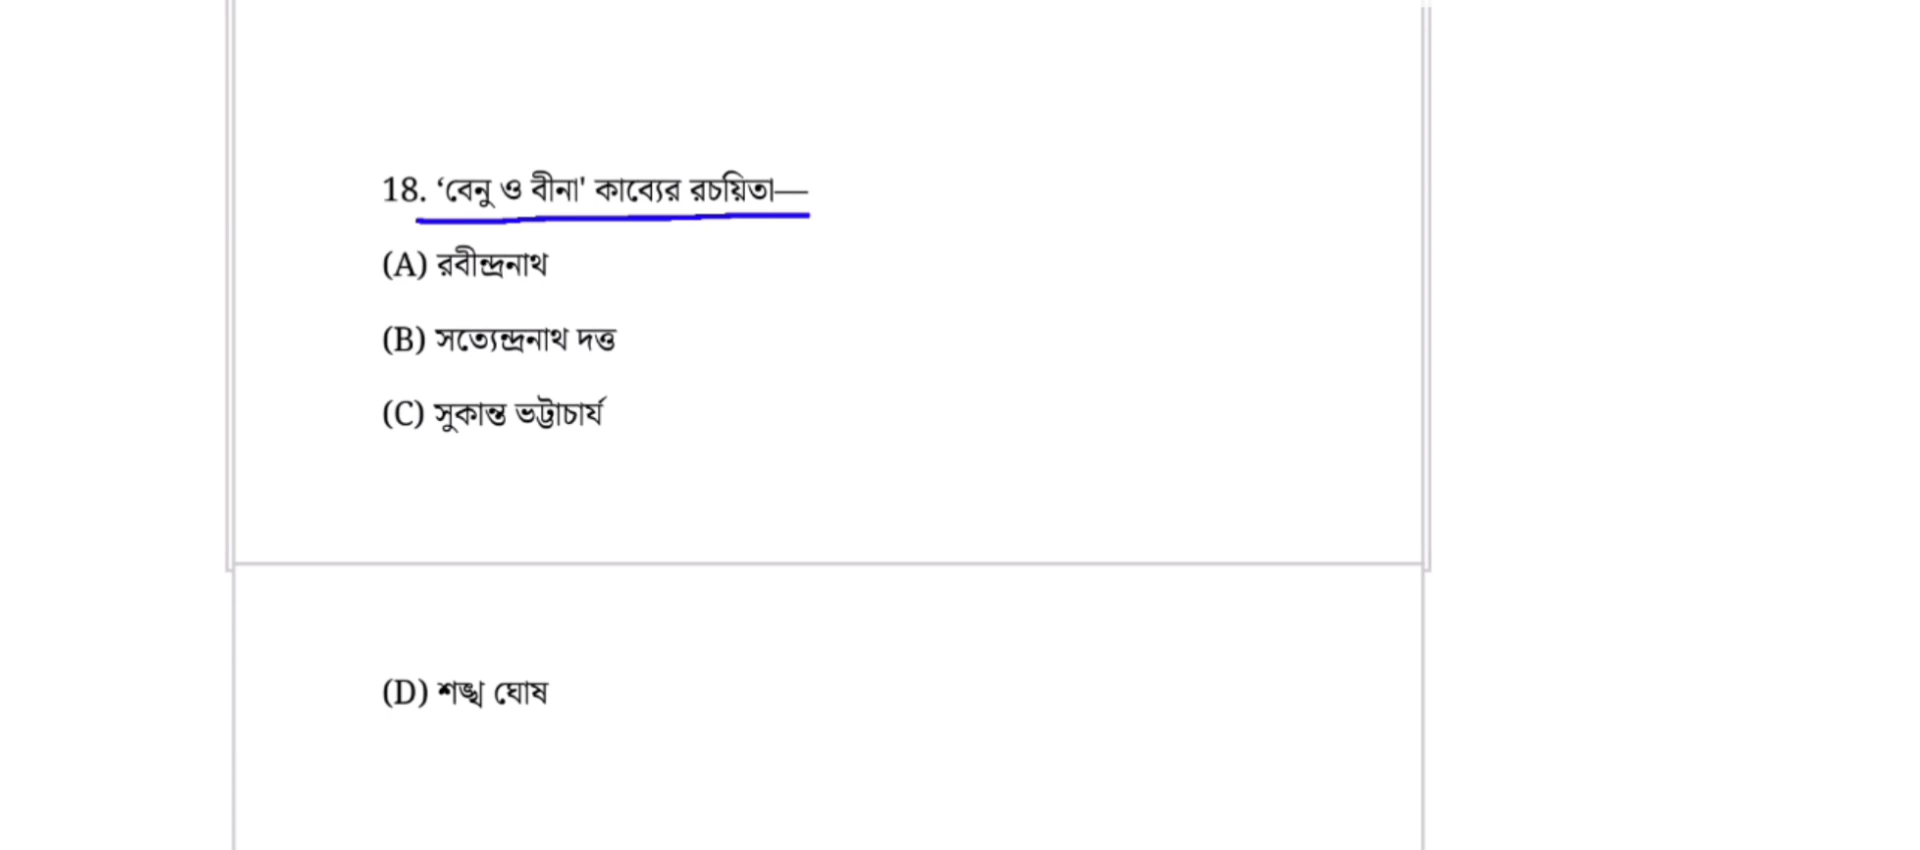 18. ‘বেনু ও বীনা' কাব্যের রচয়িতা—
(A) রবীন্দ্রনাথ
(B) সত্যেন্দ্রনাথ দত্ত
(C) সুকান্ত ভট্টাচার্য
(D) শঙ্খ ঘোষ